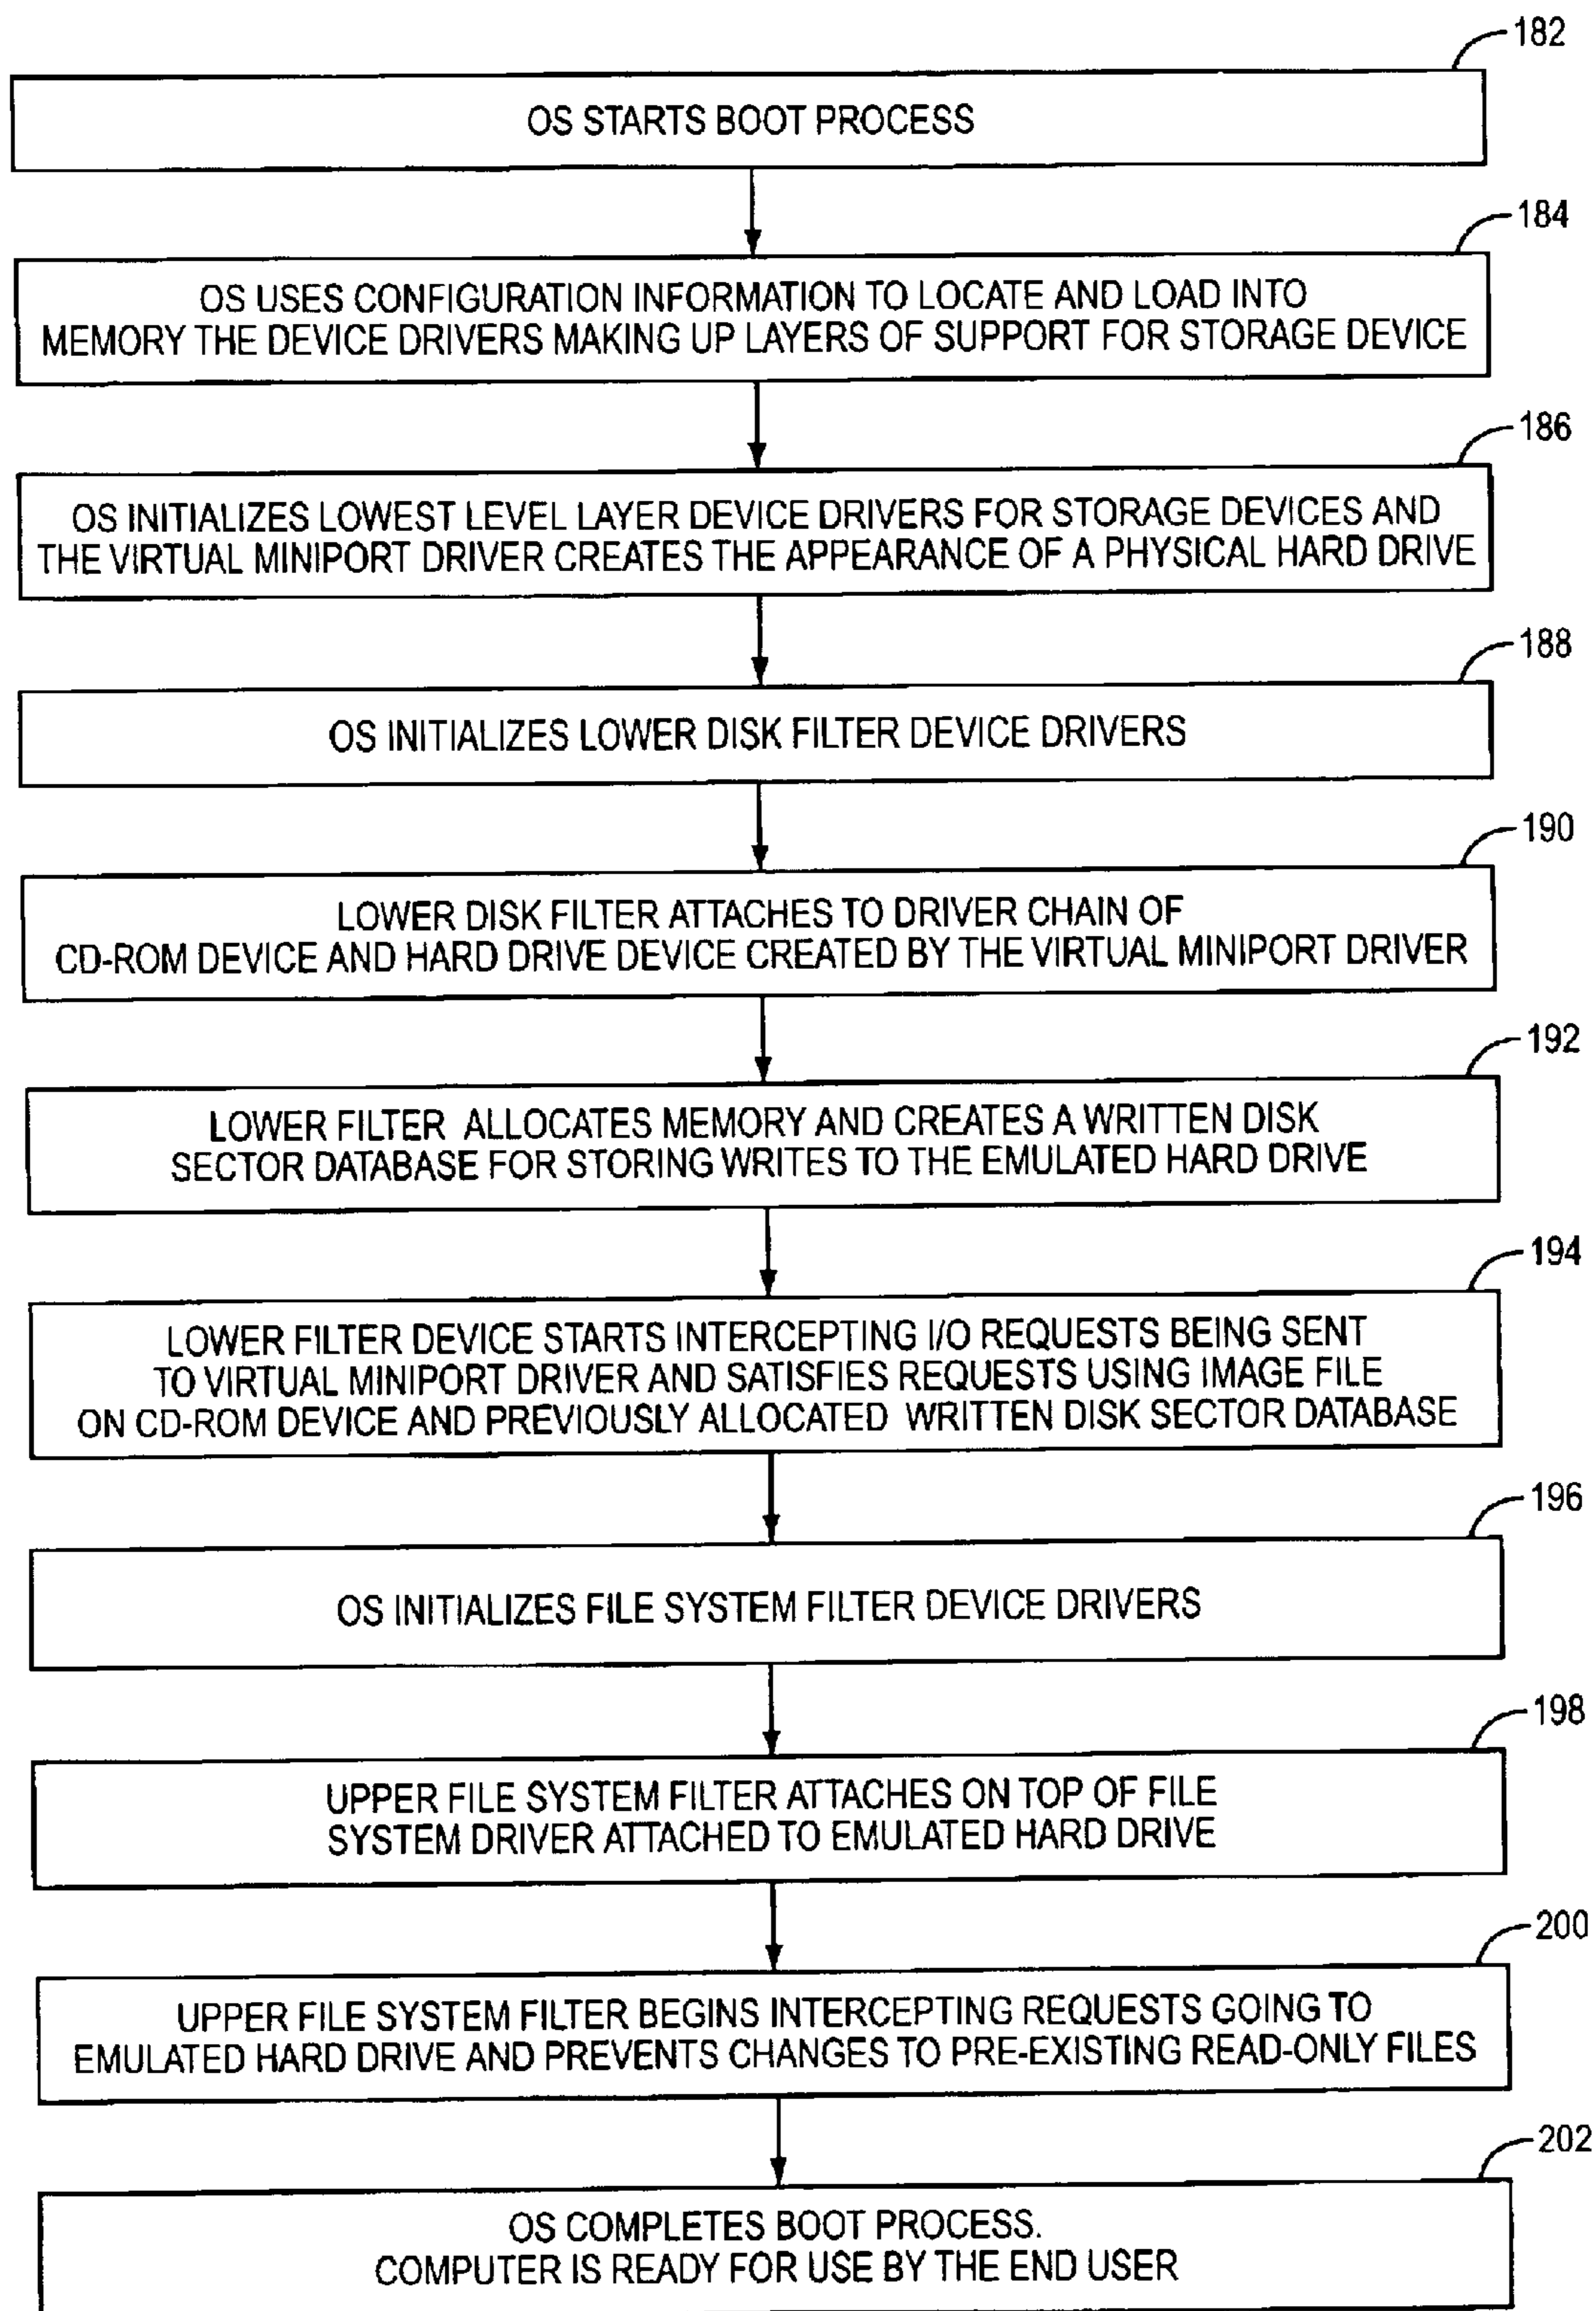 182
OS STARTS BOOT PROCESS
184
OS USES CONFIGURATION INFORMATION TO LOCATE AND LOAD INTO
MEMORY THE DEVICE DRIVERS MAKING UP LAYERS OF SUPPORT FOR STORAGE DEVICE
186
OS INITIALIZES LOWEST LEVEL LAYER DEVICE DRIVERS FOR STORAGE DEVICES AND
THE VIRTUAL MINIPORT DRIVER CREATES THE APPEARANCE OF A PHYSICAL HARD DRIVE
188
OS INITIALIZES LOWER DISK FILTER DEVICE DRIVERS
190
LOWER DISK FILTER ATTACHES TO DRIVER CHAIN OF
CD-ROM DEVICE AND HARD DRIVE DEVICE CREATED BY THE VIRTUAL MINIPORT DRIVER
192
LOWER FILTER ALLOCATES MEMORY AND CREATES A WRITTEN DISK
SECTOR DATABASE FOR STORING WRITES TO THE EMULATED HARD DRIVE
194
LOWER FILTER DEVICE STARTS INTERCEPTING I/O REQUESTS BEING SENT
TO VIRTUAL MINIPORT DRIVER AND SATISFIES REQUESTS USING IMAGE FILE
ON CD-ROM DEVICE AND PREVIOUSLY ALLOCATED WRITTEN DISK SECTOR DATABASE
196
OS INITIALIZES FILE SYSTEM FILTER DEVICE DRIVERS
198
UPPER FILE SYSTEM FILTER ATTACHES ON TOP OF FILE
SYSTEM DRIVER ATTACHED TO EMULATED HARD DRIVE
200
UPPER FILE SYSTEM FILTER BEGINS INTERCEPTING REQUESTS GOING TO
EMULATED HARD DRIVE AND PREVENTS CHANGES TO PRE-EXISTING READ-ONLY FILES
202
OS COMPLETES BOOT PROCESS.
COMPUTER IS READY FOR USE BY THE END USER